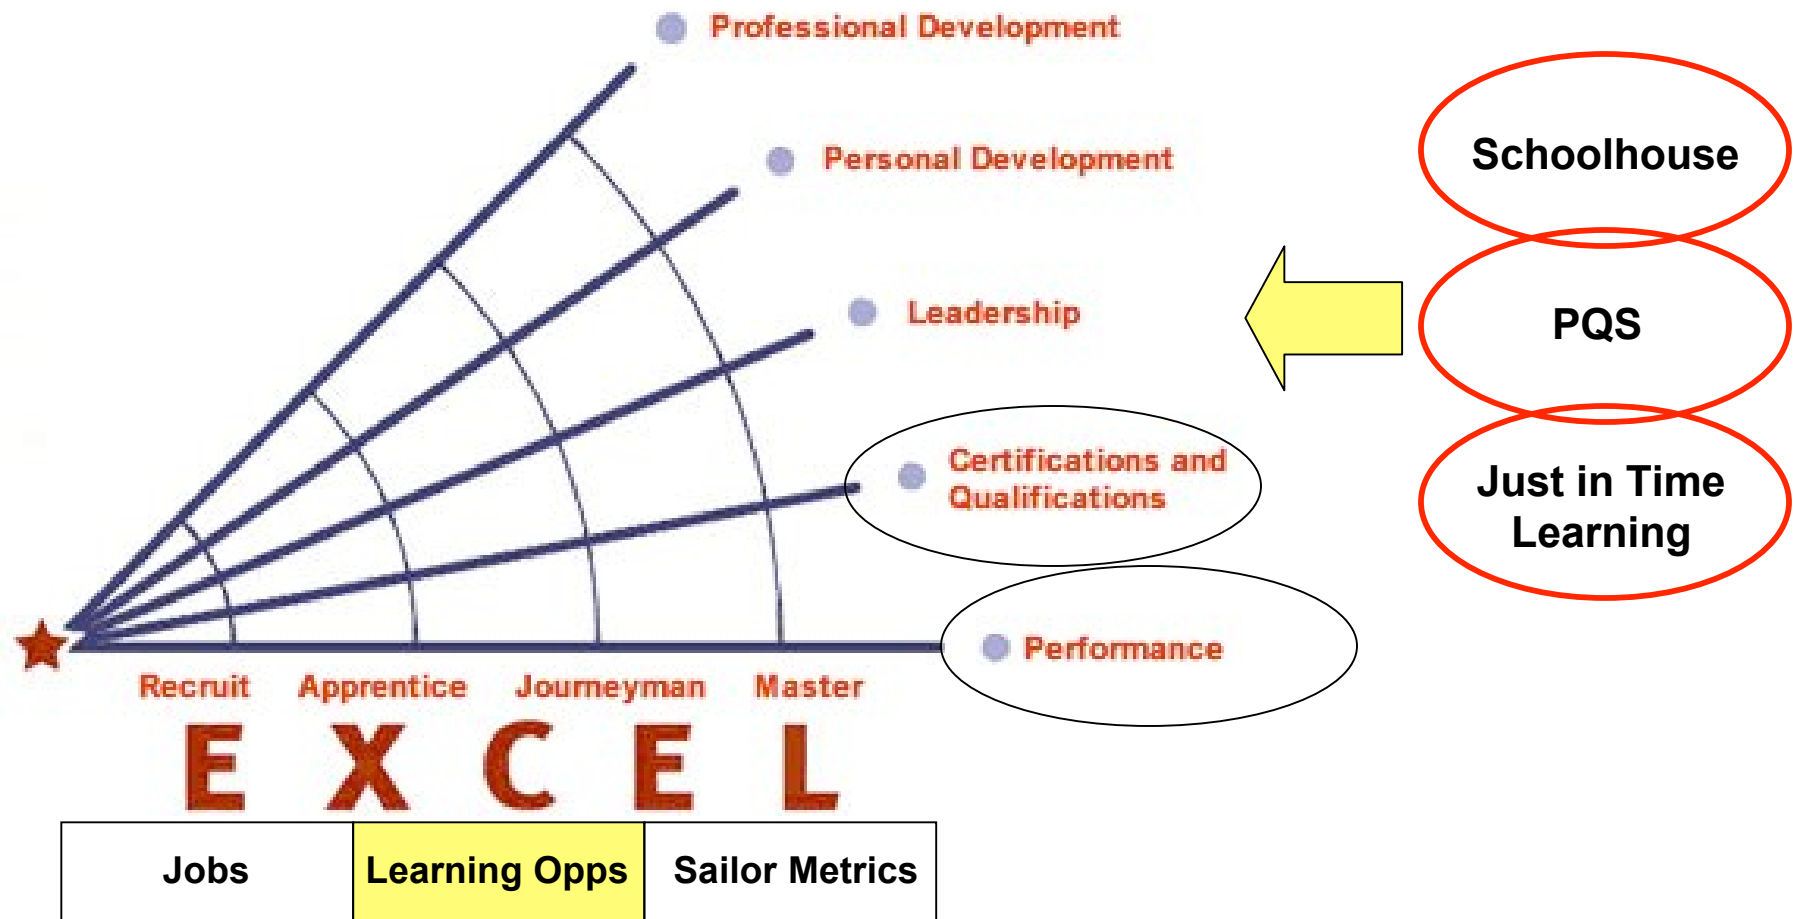 Professional Development
Personal Development
Schoolhouse
Leadership
PQS
Certifications and
Qualifications
Just in Time
Learning
Performance
Recruit Apprentice Journeyman Master
EXCEL
Jobs Learning Opps Sailor Metrics